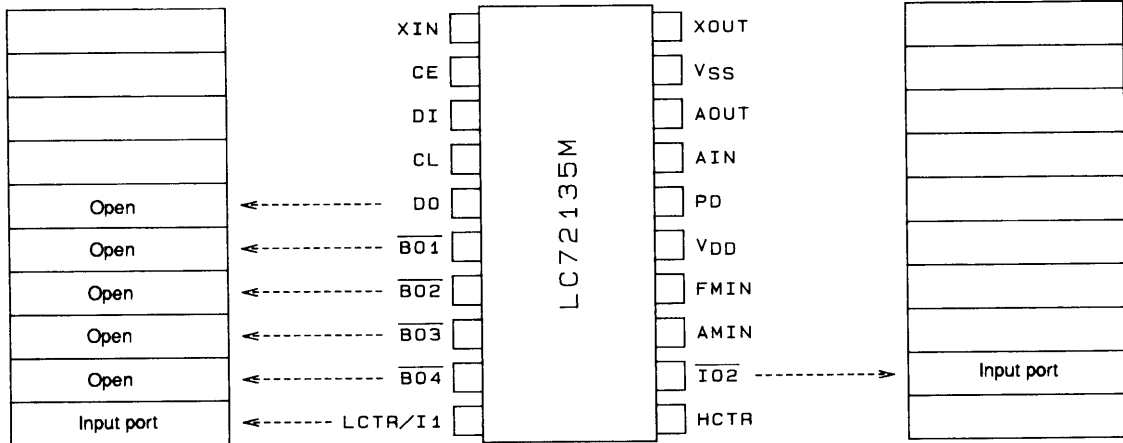 XIN
XOUT
CE
VSS
DI
AOUT
CL
AIN
Open
DO
PD
Open
BO1
VDD
Open
BO2
FMIN
Open
BO3
AMIN
Open
BO4
IO2
Input port
Input port
LCTR/I1
HCTR
LC72135M